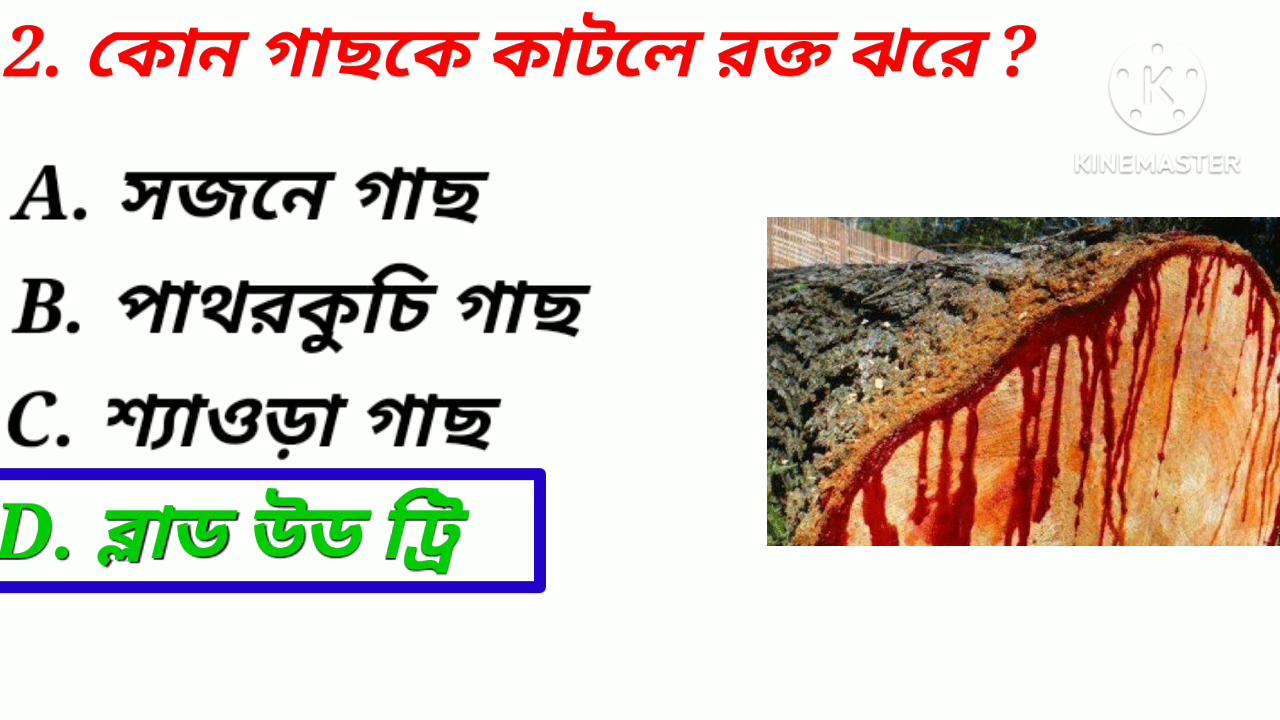 2. কোন গাছকে কাটলে রক্ত ঝরে ?
A. সজনে গাছ
B. পাথরকুচি গাছ
C. শ্যাওড়া গাছ
D. ব্লাড উড ট্রি
K
KINEMASTER